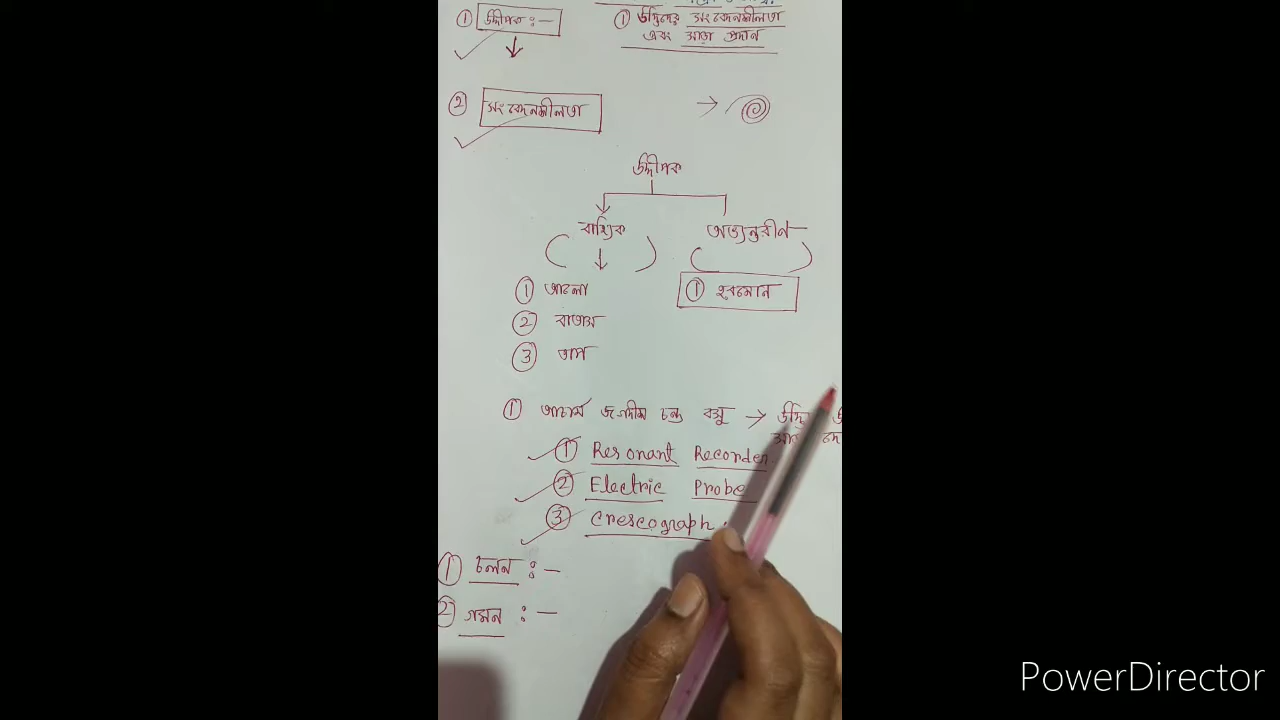 ① উদ্দীপক :—
① উদ্ভিদের সংবেদনশীলতা
এবং সাড়া প্রদান
② সংবেদনশীলতা
উদ্দীপক
বাহ্যিক
অভ্যন্তরীণ
① আলো
① হরমোন
② বাতাস
③ তাপ
① আচার্য জগদীশ চন্দ্র বসু →
① Resonant Recorder
② Electric Probe
③ Crescograph :
① চলন :—
② গমন :—
PowerDirector